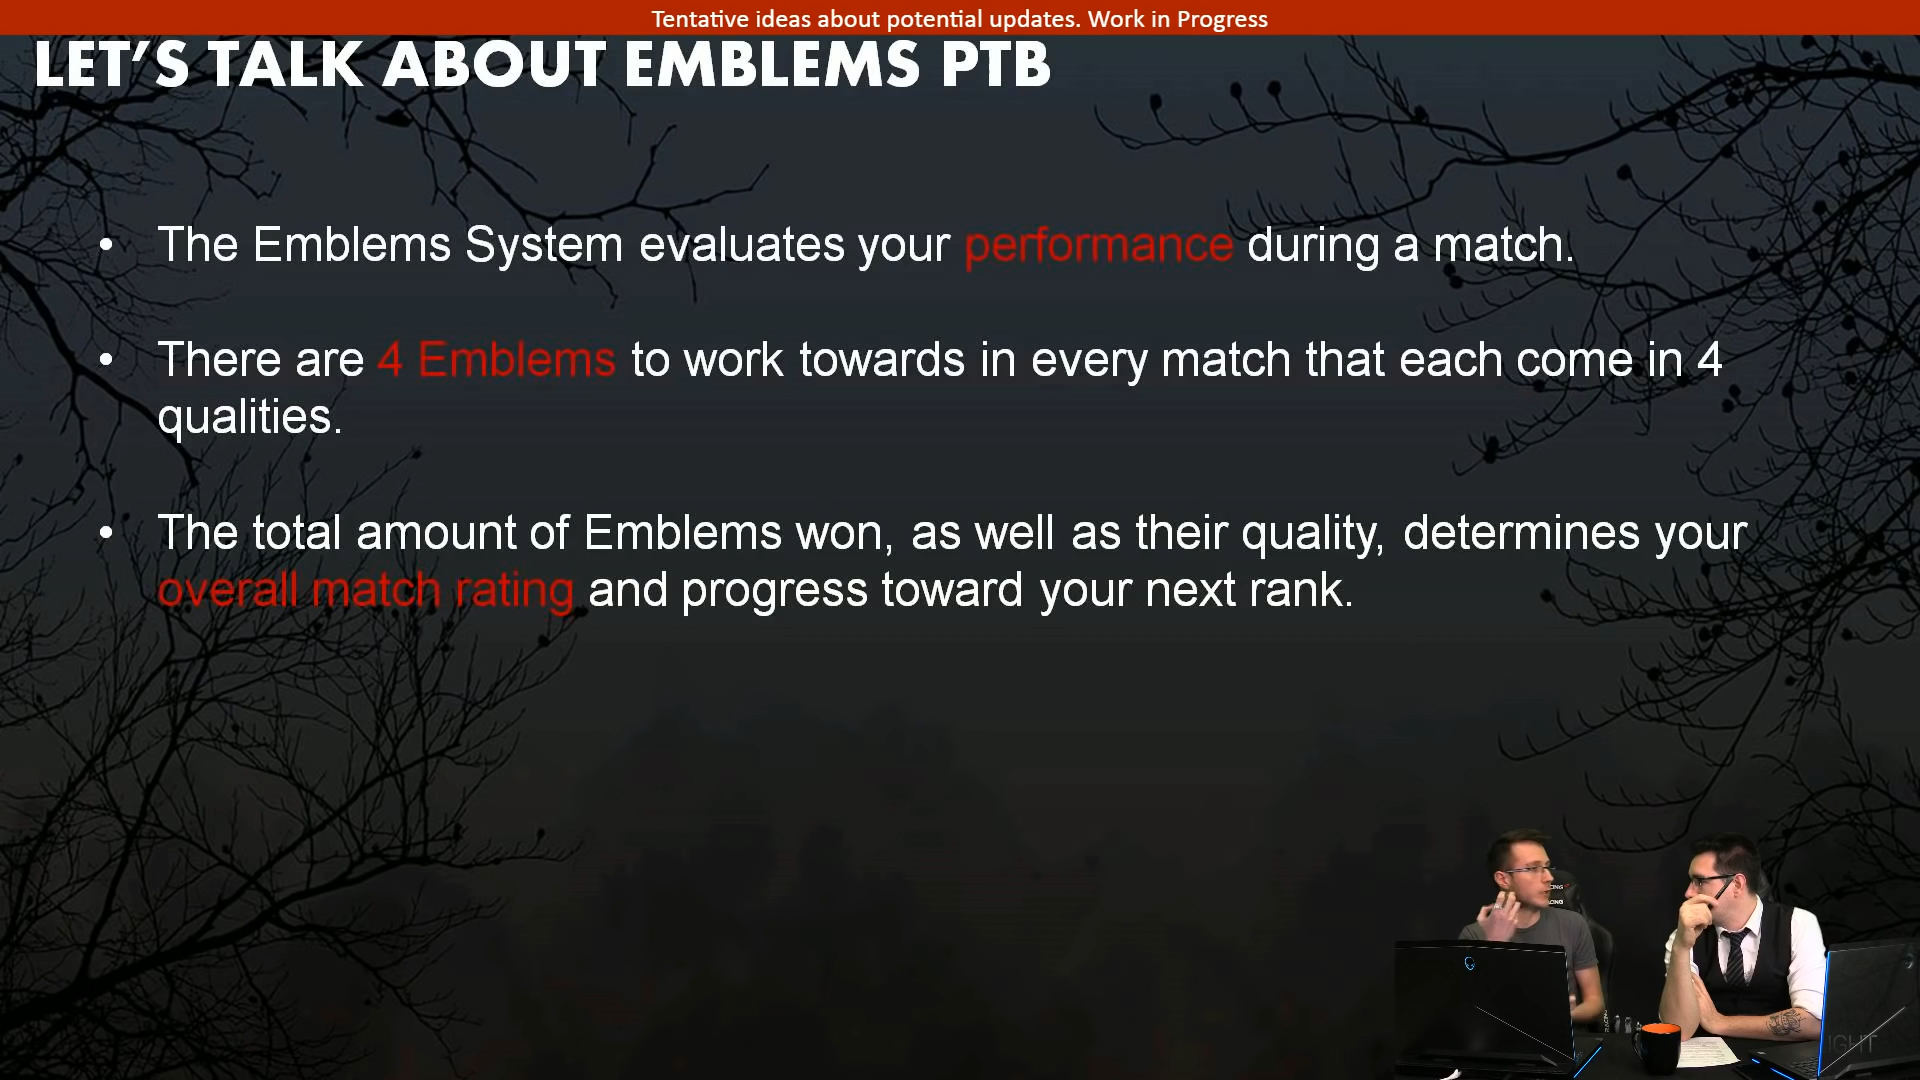 Tentative ideas about potential updates. Work in Progress
LET'S TALK ABOUT EMBLEMS PTB
• The Emblems System evaluates your performance during a match.
• There are 4 Emblems to work towards in every match that each come in 4
qualities.
• The total amount of Emblems won, as well as their quality, determines your
overall match rating and progress toward your next rank.